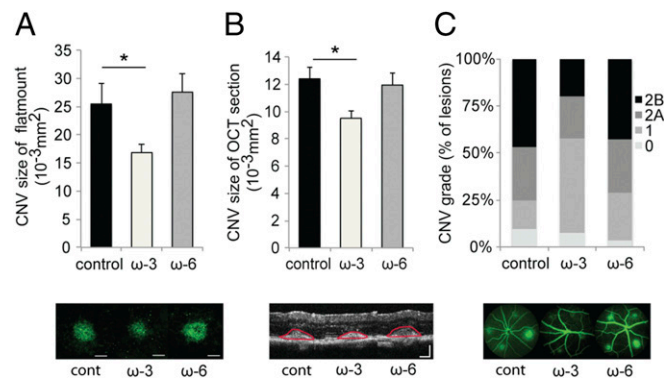 A
CNV size of flatmount
(10⁻³mm²)
35
30
25
20
15
10
5
0
*
control ω-3 ω-6
cont ω-3 ω-6
B
CNV size of OCT section
(10⁻³mm²)
14
12
10
8
6
4
2
0
*
control ω-3 ω-6
cont ω-3 ω-6
C
CNV grade (% of lesions)
100%
75%
50%
25%
0%
2B
2A
1
0
control ω-3 ω-6
cont ω-3 ω-6